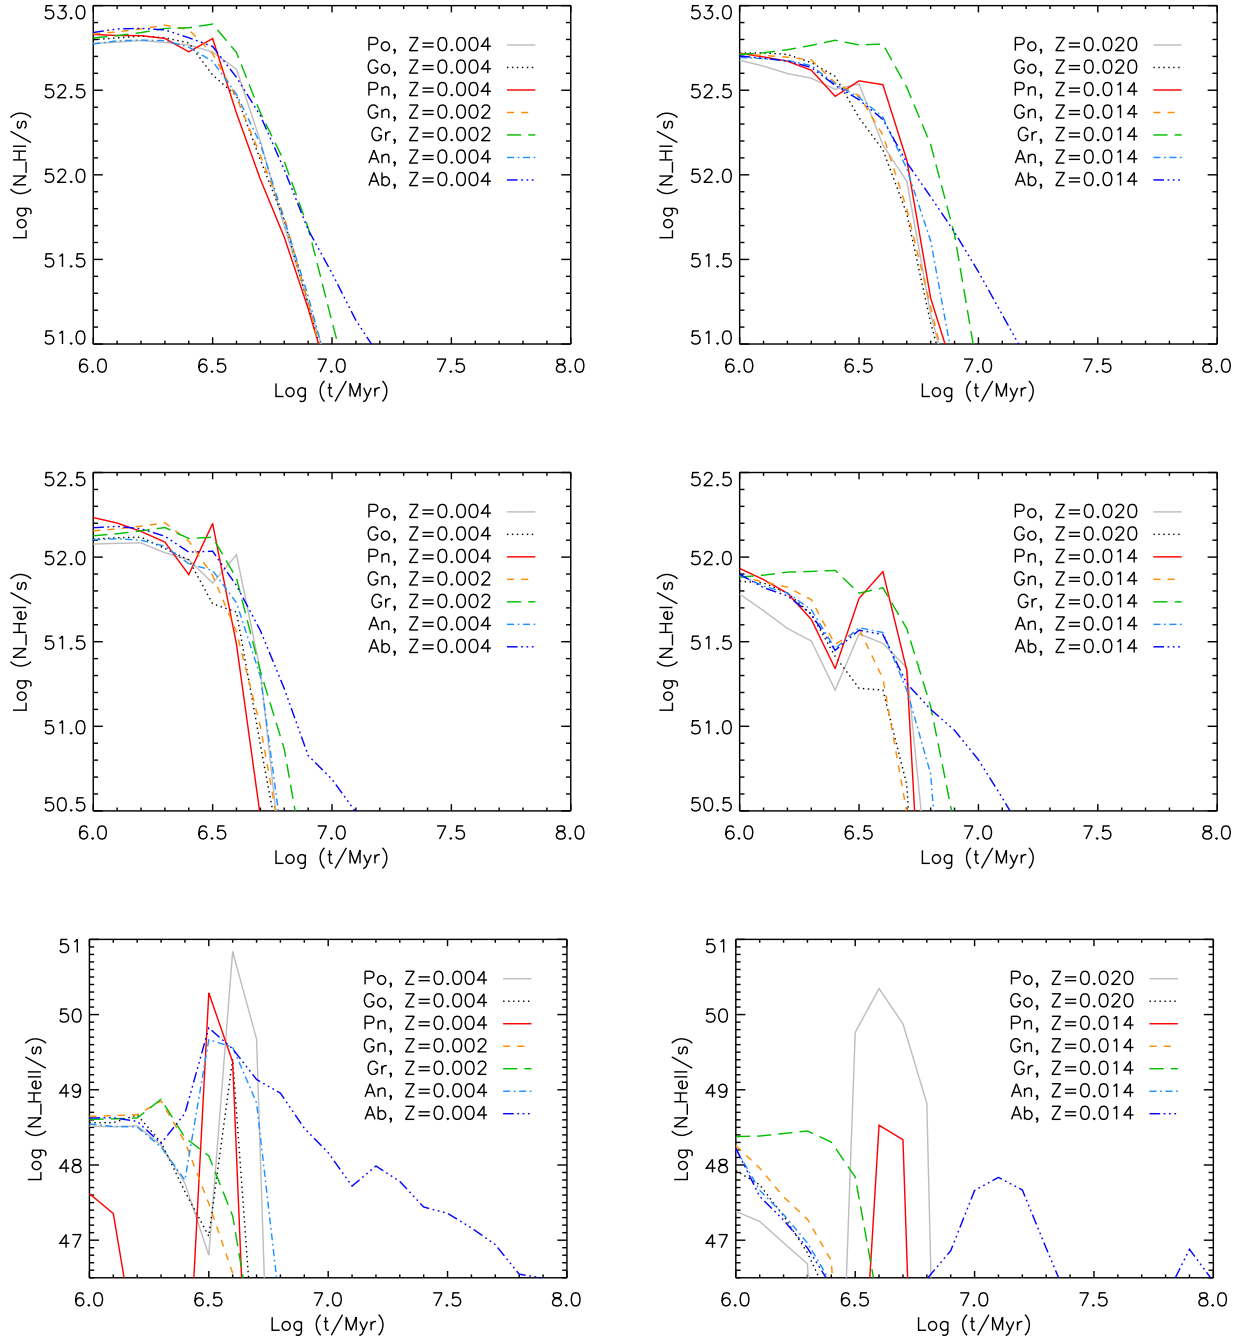 53.0
52.5
52.0
51.5
51.0
Log (N_HI/s)
6.0 6.5 7.0 7.5 8.0
Log (t/Myr)
Po, Z=0.004
Go, Z=0.004
Pn, Z=0.004
Gn, Z=0.002
Gr, Z=0.002
An, Z=0.004
Ab, Z=0.004
53.0
52.5
52.0
51.5
51.0
Log (N_HI/s)
6.0 6.5 7.0 7.5 8.0
Log (t/Myr)
Po, Z=0.020
Go, Z=0.020
Pn, Z=0.014
Gn, Z=0.014
Gr, Z=0.014
An, Z=0.014
Ab, Z=0.014
52.5
52.0
51.5
51.0
50.5
Log (N_HeI/s)
6.0 6.5 7.0 7.5 8.0
Log (t/Myr)
Po, Z=0.004
Go, Z=0.004
Pn, Z=0.004
Gn, Z=0.002
Gr, Z=0.002
An, Z=0.004
Ab, Z=0.004
52.5
52.0
51.5
51.0
50.5
Log (N_HeI/s)
6.0 6.5 7.0 7.5 8.0
Log (t/Myr)
Po, Z=0.020
Go, Z=0.020
Pn, Z=0.014
Gn, Z=0.014
Gr, Z=0.014
An, Z=0.014
Ab, Z=0.014
51
50
49
48
47
Log (N_HeII/s)
6.0 6.5 7.0 7.5 8.0
Log (t/Myr)
Po, Z=0.004
Go, Z=0.004
Pn, Z=0.004
Gn, Z=0.002
Gr, Z=0.002
An, Z=0.004
Ab, Z=0.004
51
50
49
48
47
Log (N_HeII/s)
6.0 6.5 7.0 7.5 8.0
Log (t/Myr)
Po, Z=0.020
Go, Z=0.020
Pn, Z=0.014
Gn, Z=0.014
Gr, Z=0.014
An, Z=0.014
Ab, Z=0.014